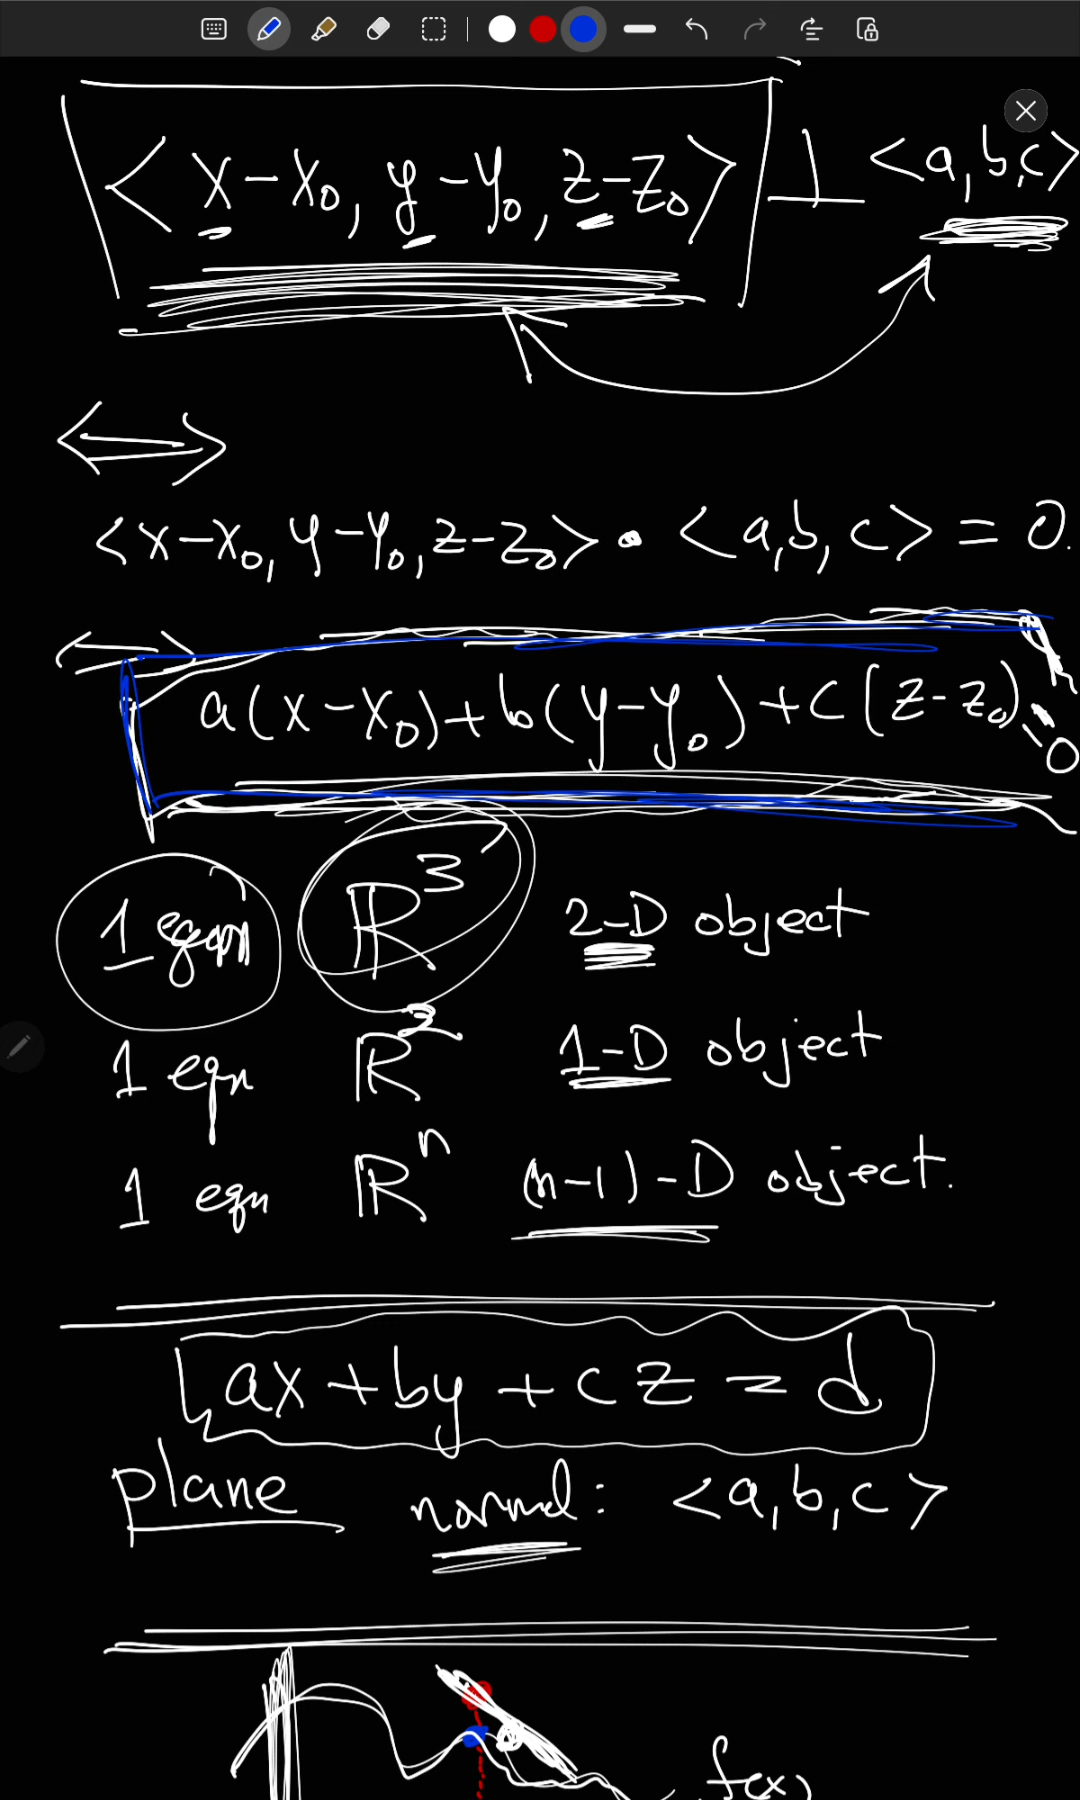 <x-x₀, y-y₀, z-z₀> ⊥ <a,b,c>
⟺
<x-x₀, y-y₀, z-z₀> • <a,b,c> = 0.
⟺
a(x-x₀)+b(y-y₀)+c(z-z₀)=0
1 eqn ℝ³ 2-D object
1 eqn ℝ² 1-D object
1 eqn ℝⁿ (n-1)-D object.
ax+by+cz=d
plane normal: <a,b,c>
f(x)